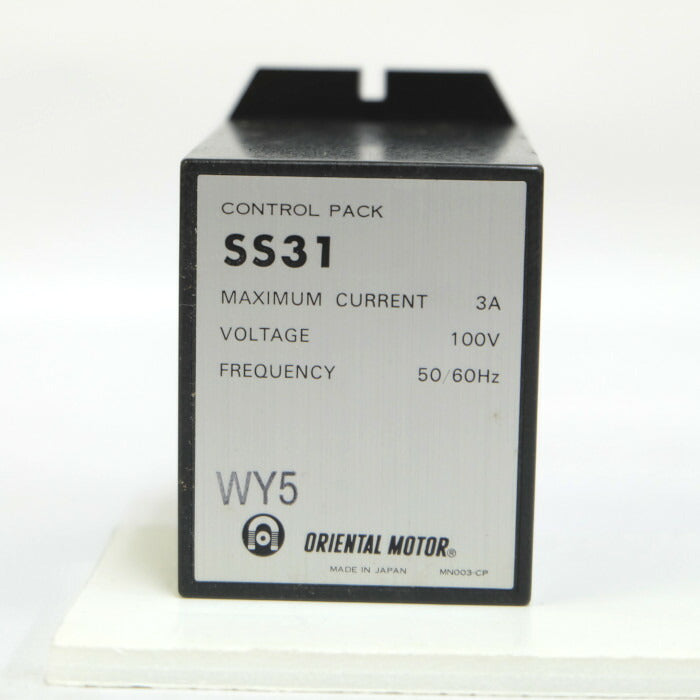 CONTROL PACK
SS31
MAXIMUM CURRENT 3A
VOLTAGE 100V
FREQUENCY 50/60Hz
WY5
ORIENTAL MOTOR®
MADE IN JAPAN MN003-CP